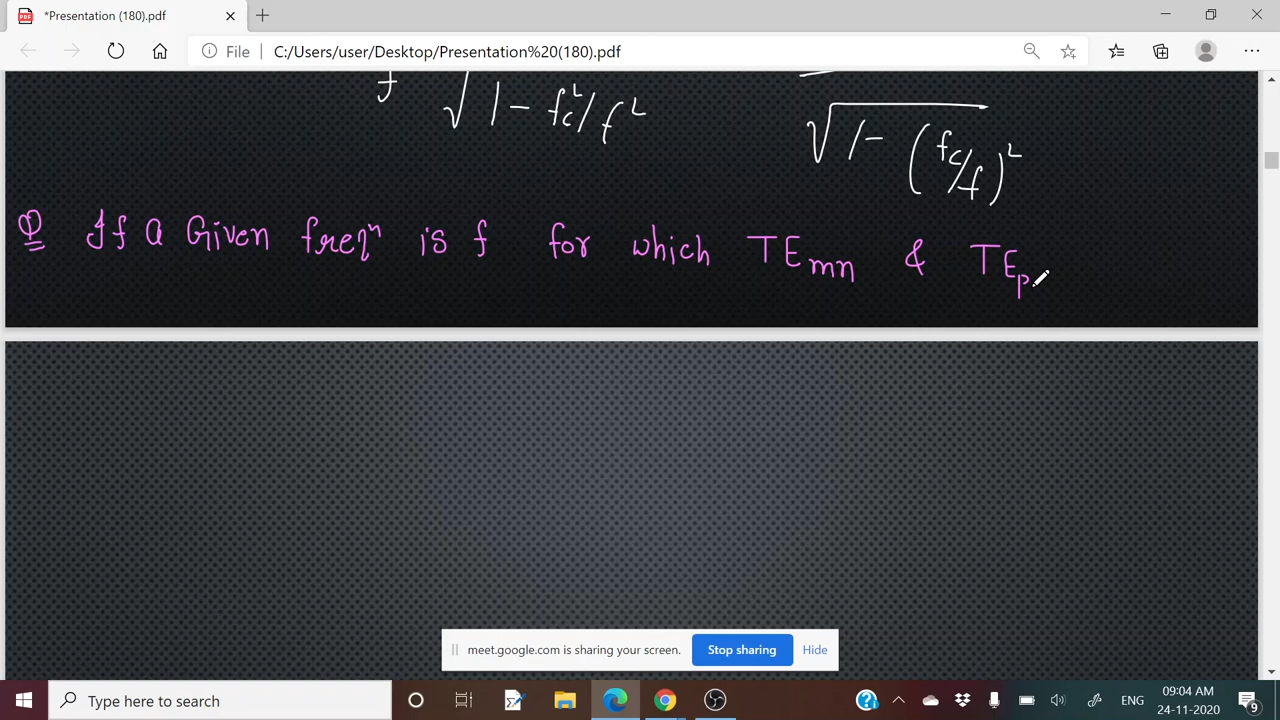 *Presentation (180).pdf
File C:/Users/user/Desktop/Presentation%20(180).pdf
f √1 - fc²/f² √1 - (fc/f)²
Q If a Given freqⁿ is f for which TEmn & TEp
meet.google.com is sharing your screen. Stop sharing Hide
Type here to search
ENG
09:04 AM
24-11-2020
9